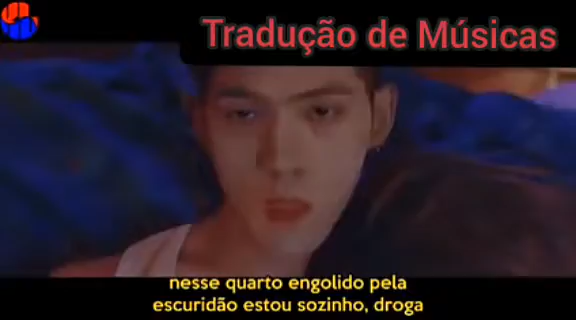 Tradução de Músicas
nesse quarto engolido pela
escuridão estou sozinho, droga